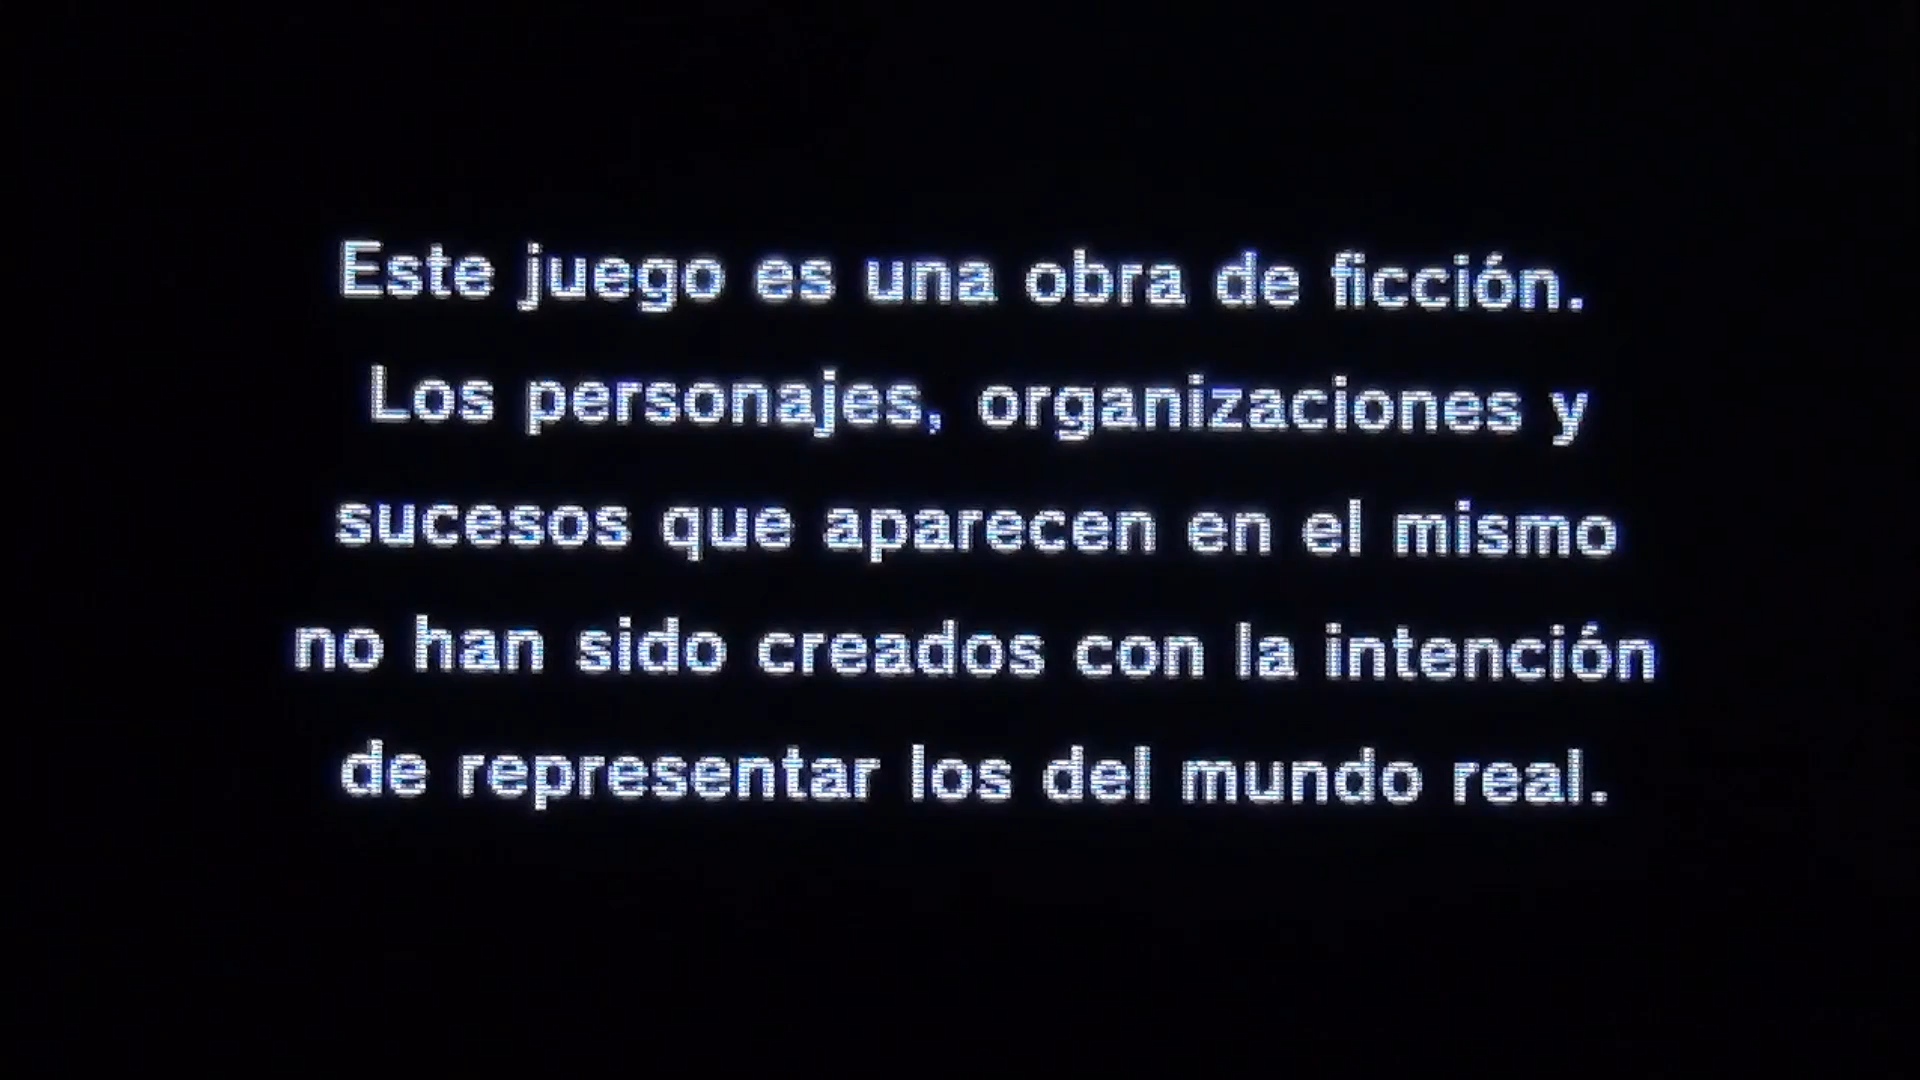 Este juego es una obra de ficción.
Los personajes, organizaciones y
sucesos que aparecen en el mismo
no han sido creados con la intención
de representar los del mundo real.